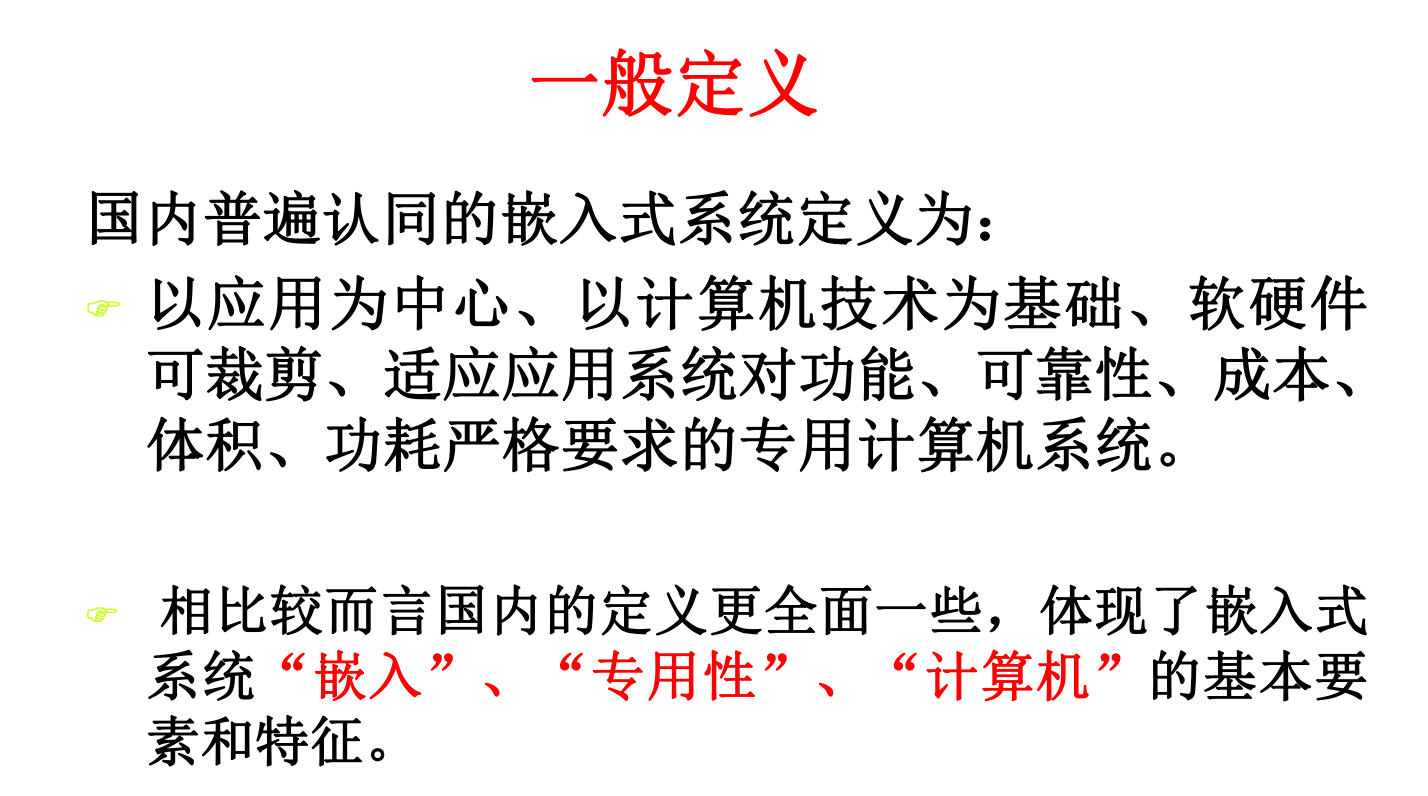 一般定义
国内普遍认同的嵌入式系统定义为：
以应用为中心、以计算机技术为基础、软硬件
可裁剪、适应应用系统对功能、可靠性、成本、
体积、功耗严格要求的专用计算机系统。
相比较而言国内的定义更全面一些，体现了嵌入式
系统“嵌入”、“专用性”、“计算机”的基本要
素和特征。